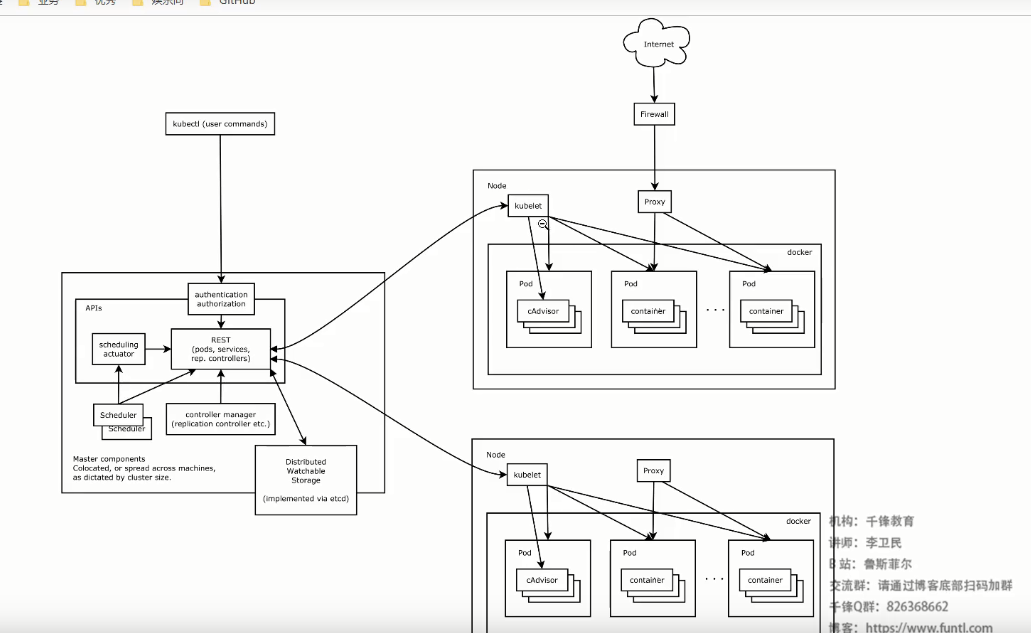 业务
优秀
娱乐间
GitHub
Internet
Firewall
kubectl (user commands)
Node
kubelet
Proxy
docker
Pod
cAdvisor
Pod
container
. . .
Pod
container
authentication
authorization
APIs
REST
(pods, services,
rep. controllers)
scheduling
actuator
Scheduler
Scheduler
controller manager
(replication controller etc.)
Master components
Colocated, or spread across machines,
as dictated by cluster size.
Distributed
Watchable
Storage
(implemented via etcd)
Node
kubelet
Proxy
docker
Pod
cAdvisor
Pod
container
. . .
Pod
container
机构：千锋教育
讲师：李卫民
B 站：鲁斯菲尔
交流群：请通过博客底部扫码加群
千锋Q群：826368662
博客：https://www.funtl.com